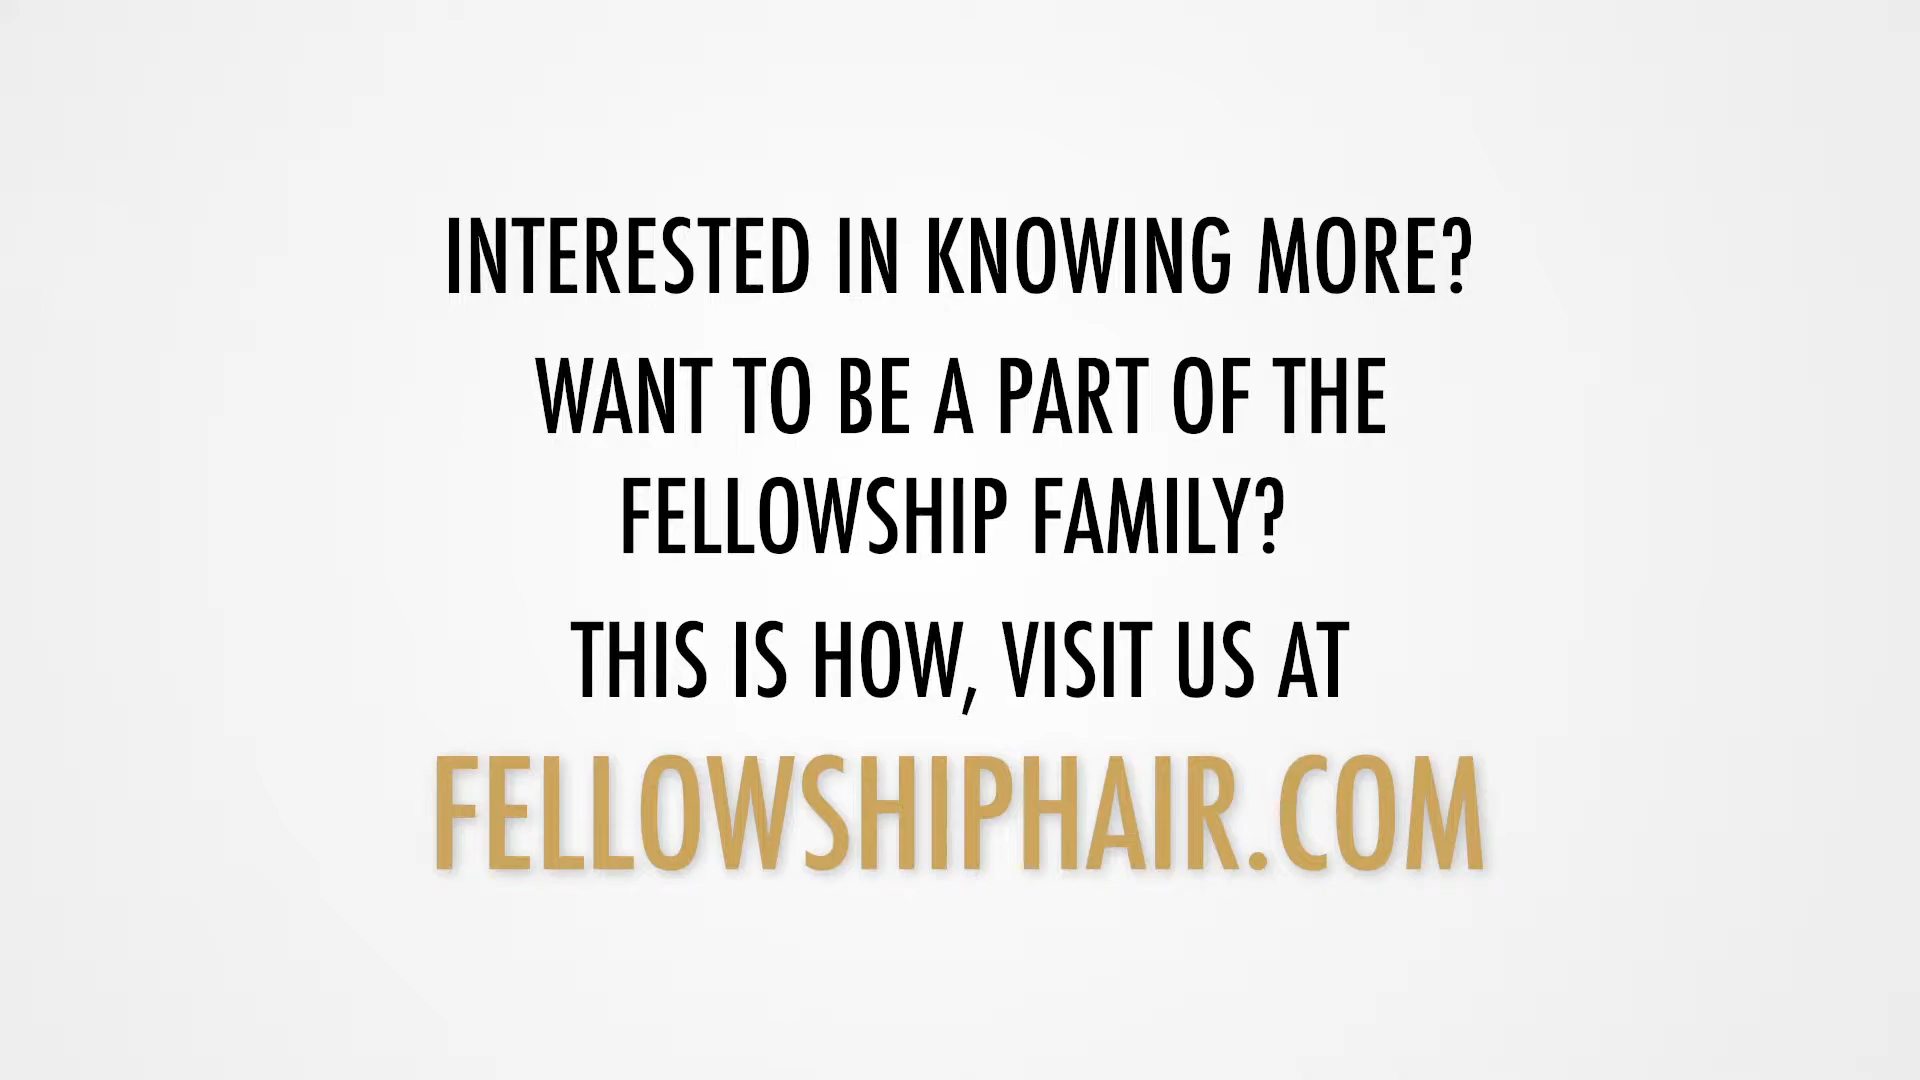 INTERESTED IN KNOWING MORE?
WANT TO BE A PART OF THE
FELLOWSHIP FAMILY?
THIS IS HOW, VISIT US AT
FELLOWSHIPHAIR.COM